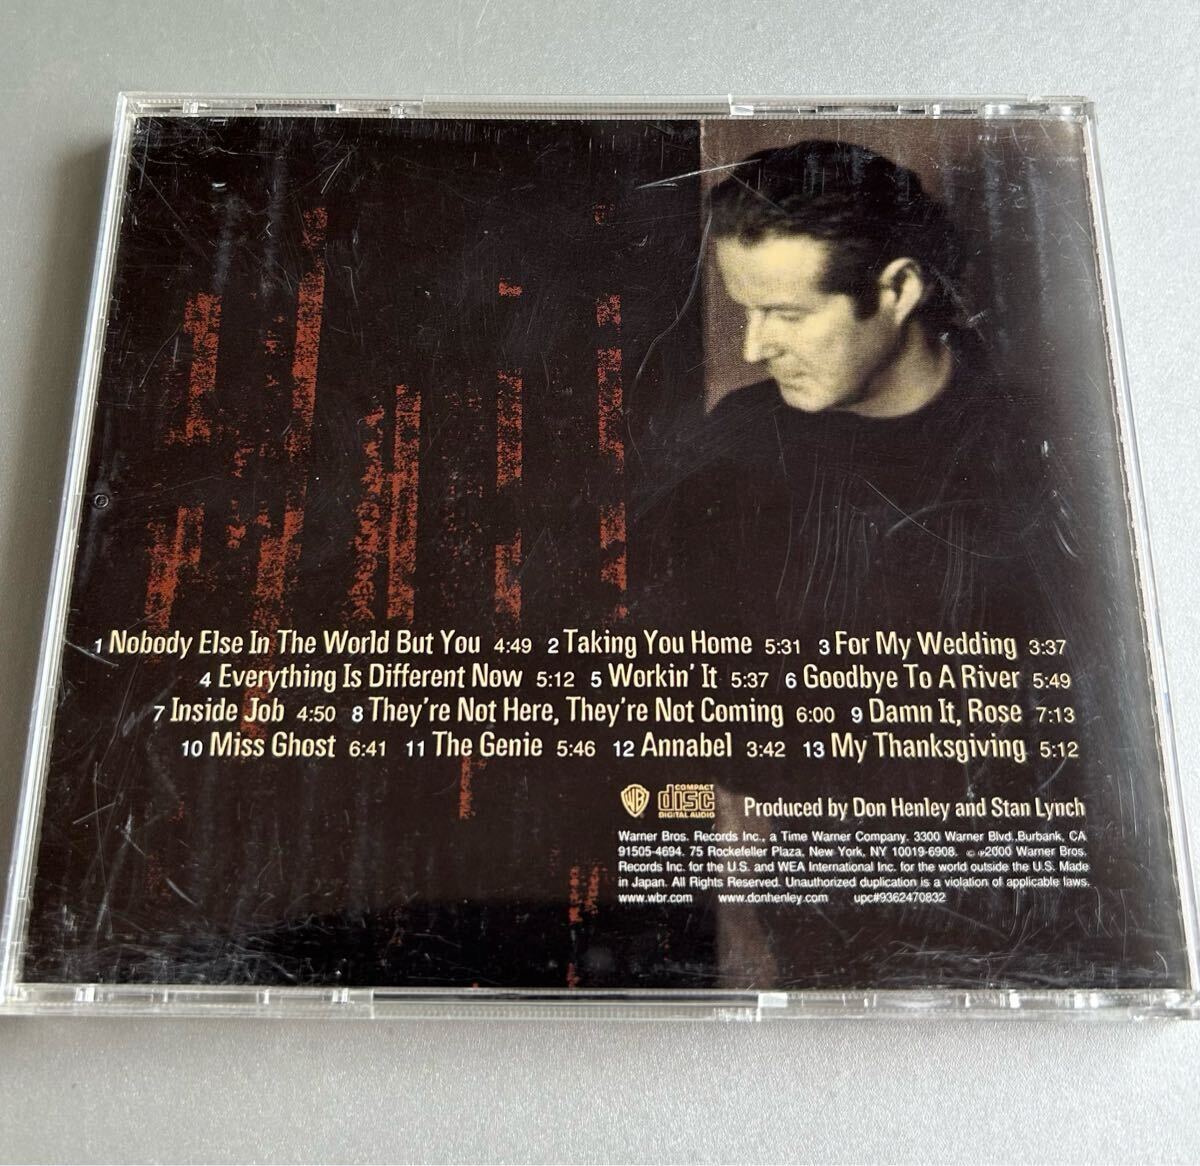 1 Nobody Else In The World But You 4:49 2 Taking You Home 5:31 3 For My Wedding 3:37
4 Everything Is Different Now 5:12 5 Workin' It 5:37 6 Goodbye To A River 5:49
7 Inside Job 4:50 8 They're Not Here, They're Not Coming 6:00 9 Damn It, Rose 7:13
10 Miss Ghost 6:41 11 The Genie 5:46 12 Annabel 3:42 13 My Thanksgiving 5:12
WB COMPACT disc DIGITAL AUDIO Produced by Don Henley and Stan Lynch
Warner Bros. Records Inc., a Time Warner Company. 3300 Warner Blvd.,Burbank, CA
91505-4694. 75 Rockefeller Plaza, New York, NY 10019-6908. © ℗2000 Warner Bros.
Records Inc. for the U.S. and WEA International Inc. for the world outside the U.S. Made
in Japan. All Rights Reserved. Unauthorized duplication is a violation of applicable laws.
www.wbr.com www.donhenley.com upc#9362470832